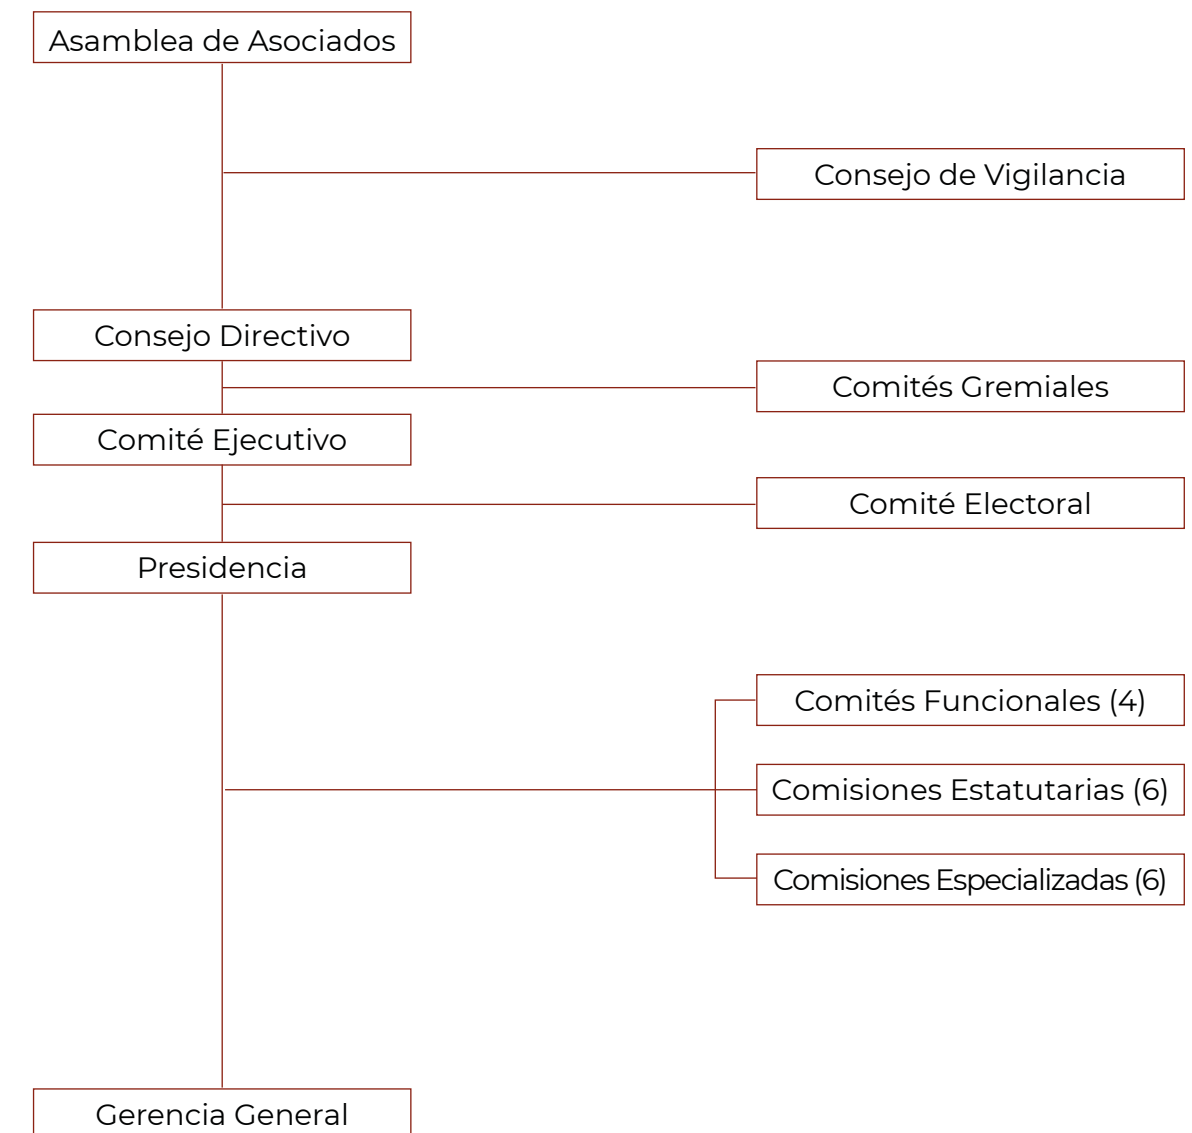 Asamblea de Asociados
Consejo de Vigilancia
Consejo Directivo
Comités Gremiales
Comité Ejecutivo
Comité Electoral
Presidencia
Comités Funcionales (4)
Comisiones Estatutarias (6)
Comisiones Especializadas (6)
Gerencia General